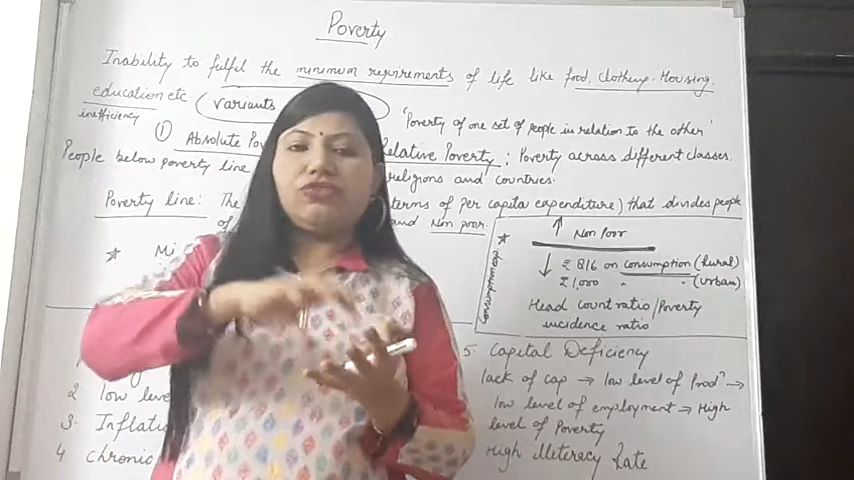 Poverty
Inability to fulfil the minimum requirements of life like food, clothing, Housing,
education etc. variants
inefficiency
'Poverty of one set of people in relation to the other'
① Absolute Relative Poverty : Poverty across different classes,
People below poverty line religions and countries.
Poverty line: The terms of Per capita expenditure) that divides people
of and Non poor.
↑ Non Poor
↓ ₹ 816 on consumption (Rural)
₹ 1,000 " " (Urban)
Head count ratio/Poverty
incidence ratio
2 low
3.
4. chronic
5. Capital Deficiency
lack of cap → low level of Prodⁿ →
low level of employment → High
level of Poverty
High Illiteracy Rate